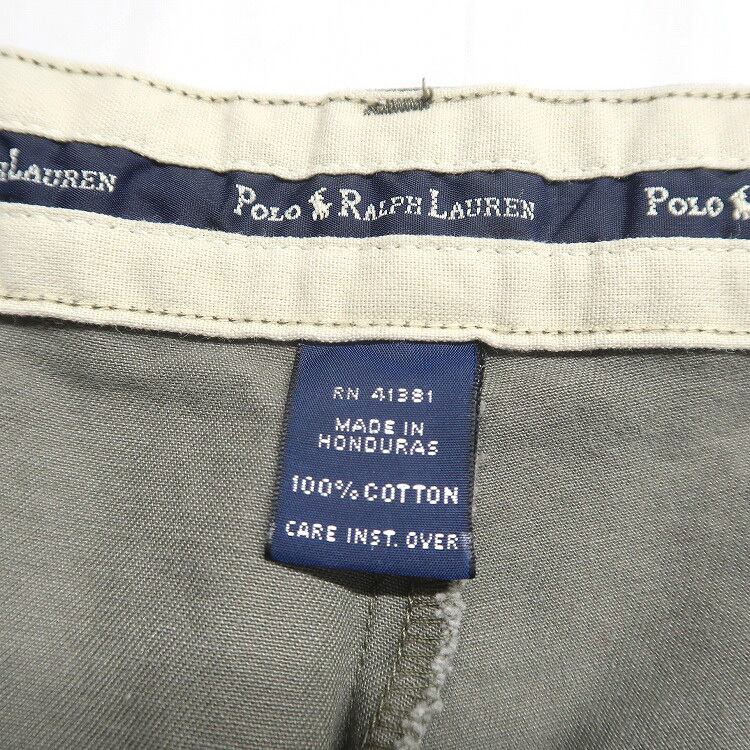 LAUREN POLO RALPH LAUREN POLO
RN 41381
MADE IN
HONDURAS
100% COTTON
CARE INST. OVER